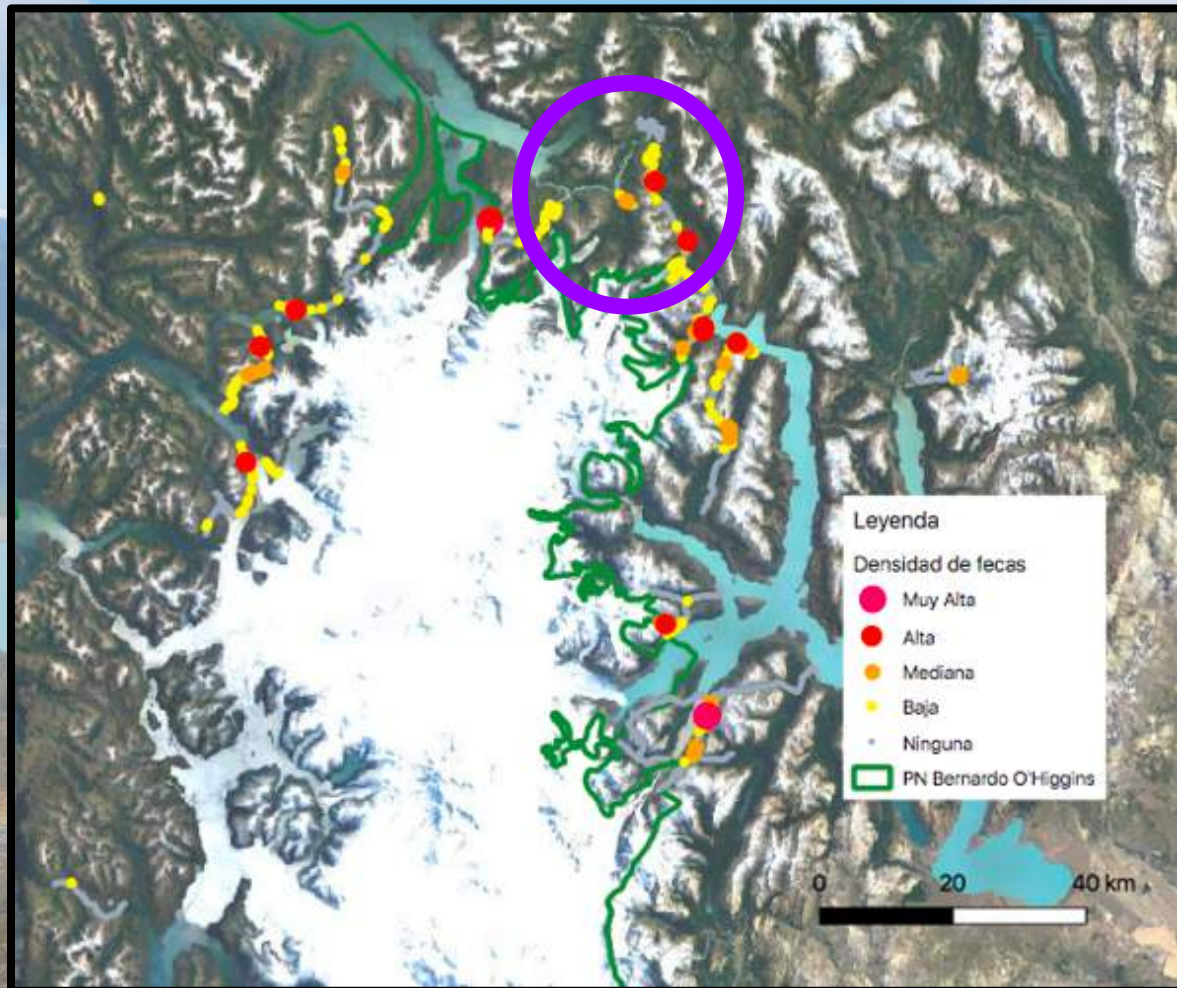 Leyenda
Densidad de fecas
Muy Alta
Alta
Mediana
Baja
Ninguna
PN Bernardo O'Higgins
0 20 40 km